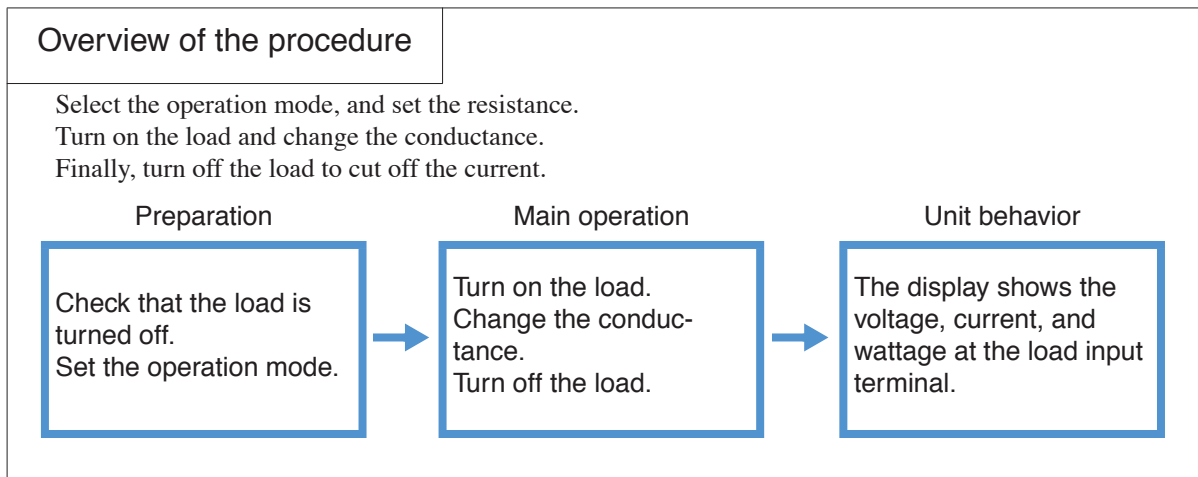 Overview of the procedure
Select the operation mode, and set the resistance.
Turn on the load and change the conductance.
Finally, turn off the load to cut off the current.
Preparation
Check that the load is
turned off.
Set the operation mode.
Main operation
Turn on the load.
Change the conduc-
tance.
Turn off the load.
Unit behavior
The display shows the
voltage, current, and
wattage at the load input
terminal.